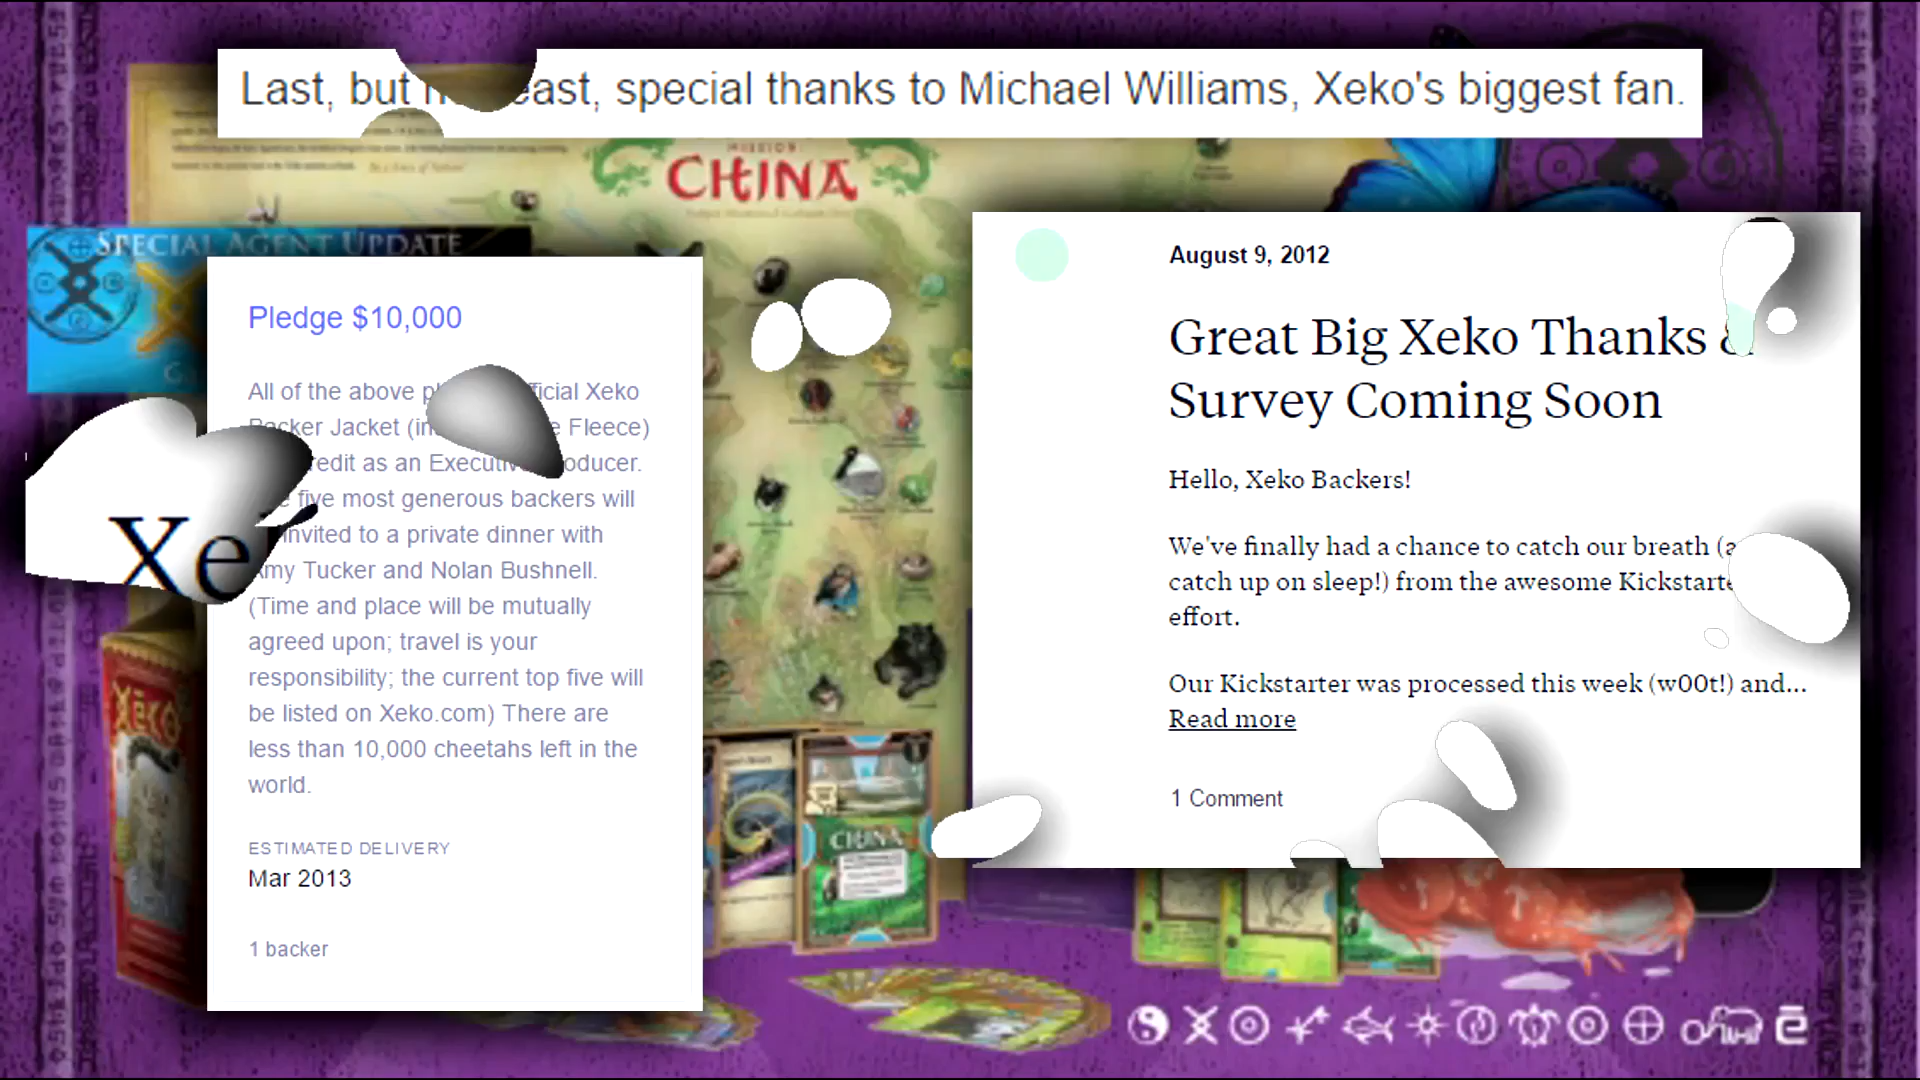 Last, but east, special thanks to Michael Williams, Xeko's biggest fan.
MISSION:
CHINA
SPECIAL AGENT UPDATE
Pledge $10,000
All of the above Xeko
Jacket Fleece)
as an
five most generous backers will
invited to a private dinner with
Tucker and Nolan Bushnell.
(Time and place will be mutually
agreed upon; travel is your
responsibility; the current top five will
be listed on Xeko.com) There are
less than 10,000 cheetahs left in the
world.
ESTIMATED DELIVERY
Mar 2013
1 backer
Xe
XEKO
CHINA
August 9, 2012
Great Big Xeko Thanks &
Survey Coming Soon
Hello, Xeko Backers!
We've finally had a chance to catch our breath
catch up on sleep!) from the awesome
effort.
Our Kickstarter was processed this week (w00t!) and...
Read more
1 Comment